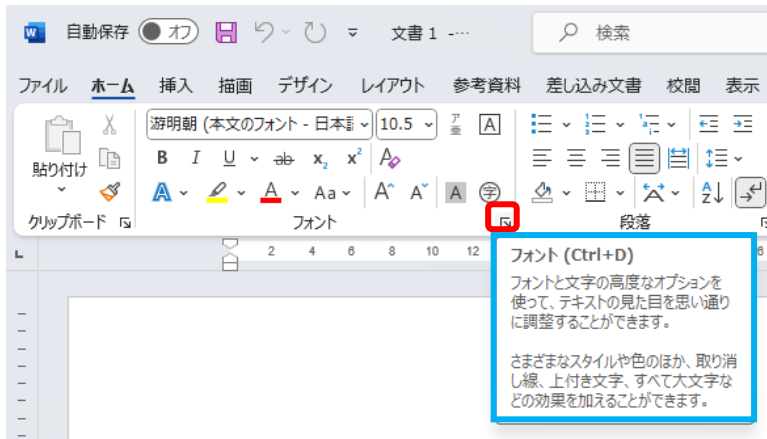 自動保存 オフ 文書 1 -… 検索
ファイル ホーム 挿入 描画 デザイン レイアウト 参考資料 差し込み文書 校閲 表示
游明朝 (本文のフォント - 日本 10.5 ア亜 A
貼り付け B I U ab x2 x2 A
A A Aa A A A 字
クリップボード フォント 段落
2 4 6 8 10 12
フォント (Ctrl+D)
フォントと文字の高度なオプションを
使って、テキストの見た目を思い通り
に調整することができます。
さまざまなスタイルや色のほか、取り消
し線、上付き文字、すべて大文字な
どの効果を加えることができます。